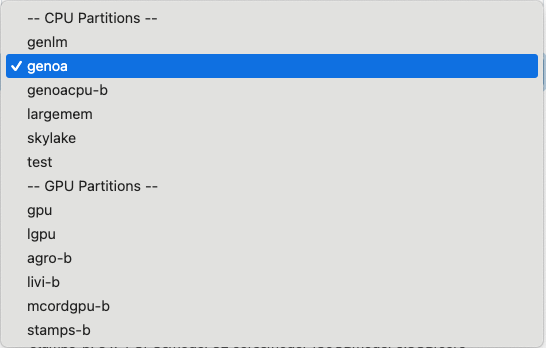 -- CPU Partitions --
genlm
✓ genoa
genoacpu-b
largemem
skylake
test
-- GPU Partitions --
gpu
lgpu
agro-b
livi-b
mcordgpu-b
stamps-b